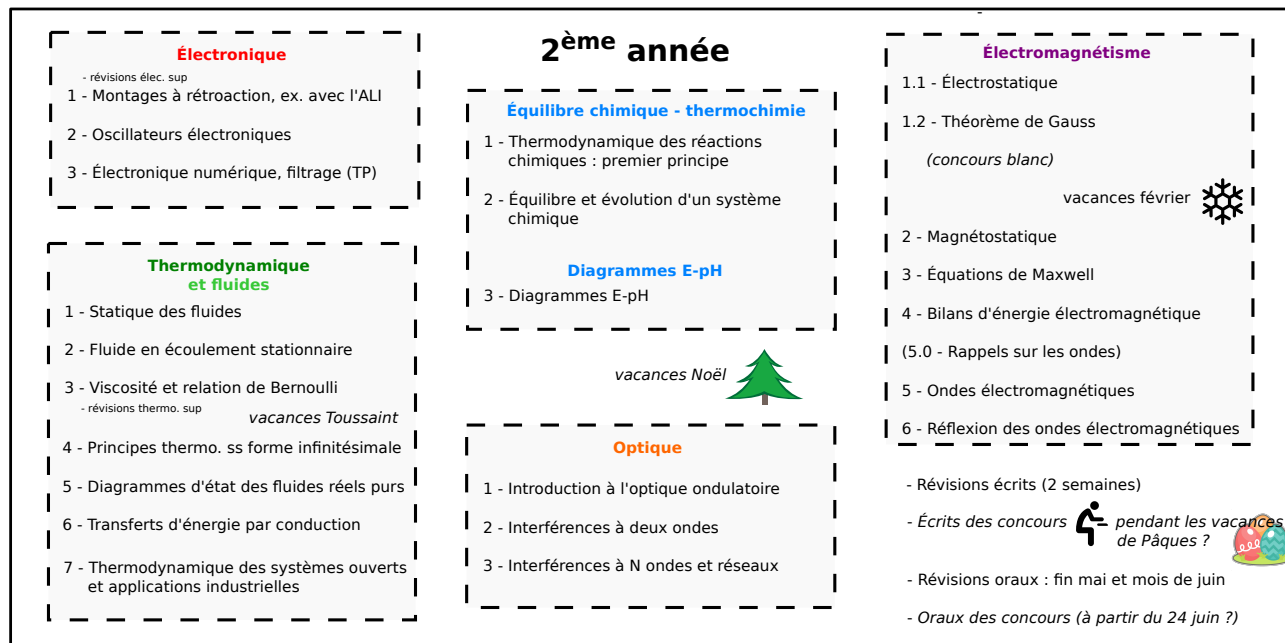 2ème année
Électronique
- révisions élec. sup
1 - Montages à rétroaction, ex. avec l'ALI
2 - Oscillateurs électroniques
3 - Électronique numérique, filtrage (TP)
Thermodynamique
et fluides
1 - Statique des fluides
2 - Fluide en écoulement stationnaire
3 - Viscosité et relation de Bernoulli
- révisions thermo. sup
vacances Toussaint
4 - Principes thermo. ss forme infinitésimale
5 - Diagrammes d'état des fluides réels purs
6 - Transferts d'énergie par conduction
7 - Thermodynamique des systèmes ouverts
et applications industrielles
Équilibre chimique - thermochimie
1 - Thermodynamique des réactions
chimiques : premier principe
2 - Équilibre et évolution d'un système
chimique
Diagrammes E-pH
3 - Diagrammes E-pH
vacances Noël
Optique
1 - Introduction à l'optique ondulatoire
2 - Interférences à deux ondes
3 - Interférences à N ondes et réseaux
-
Électromagnétisme
1.1 - Électrostatique
1.2 - Théorème de Gauss
(concours blanc)
vacances février
2 - Magnétostatique
3 - Équations de Maxwell
4 - Bilans d'énergie électromagnétique
(5.0 - Rappels sur les ondes)
5 - Ondes électromagnétiques
6 - Réflexion des ondes électromagnétiques
- Révisions écrits (2 semaines)
- Écrits des concours pendant les vacances
de Pâques ?
- Révisions oraux : fin mai et mois de juin
- Oraux des concours (à partir du 24 juin ?)